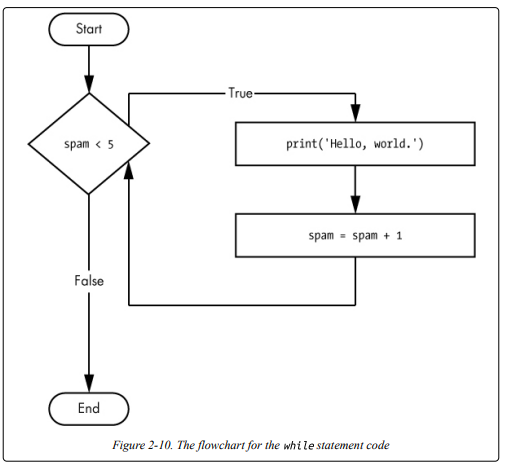 Start
True
spam < 5
print('Hello, world.')
spam = spam + 1
False
End
Figure 2-10. The flowchart for the while statement code